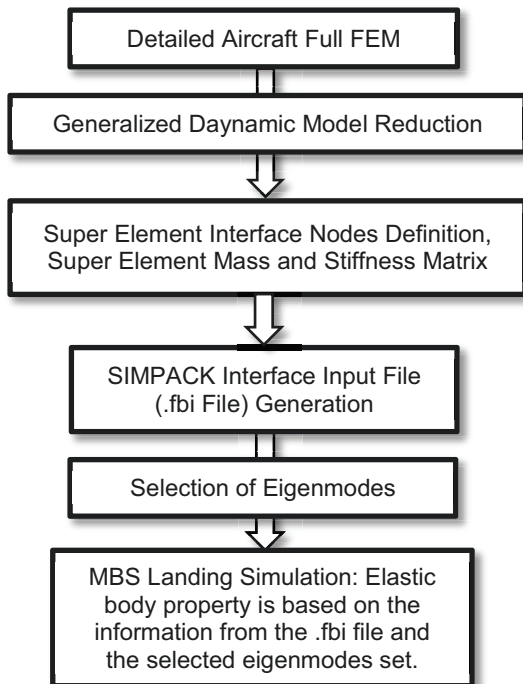 Detailed Aircraft Full FEM
Generalized Daynamic Model Reduction
Super Element Interface Nodes Definition,
Super Element Mass and Stiffness Matrix
SIMPACK Interface Input File
(.fbi File) Generation
Selection of Eigenmodes
MBS Landing Simulation: Elastic
body property is based on the
information from the .fbi file and
the selected eigenmodes set.